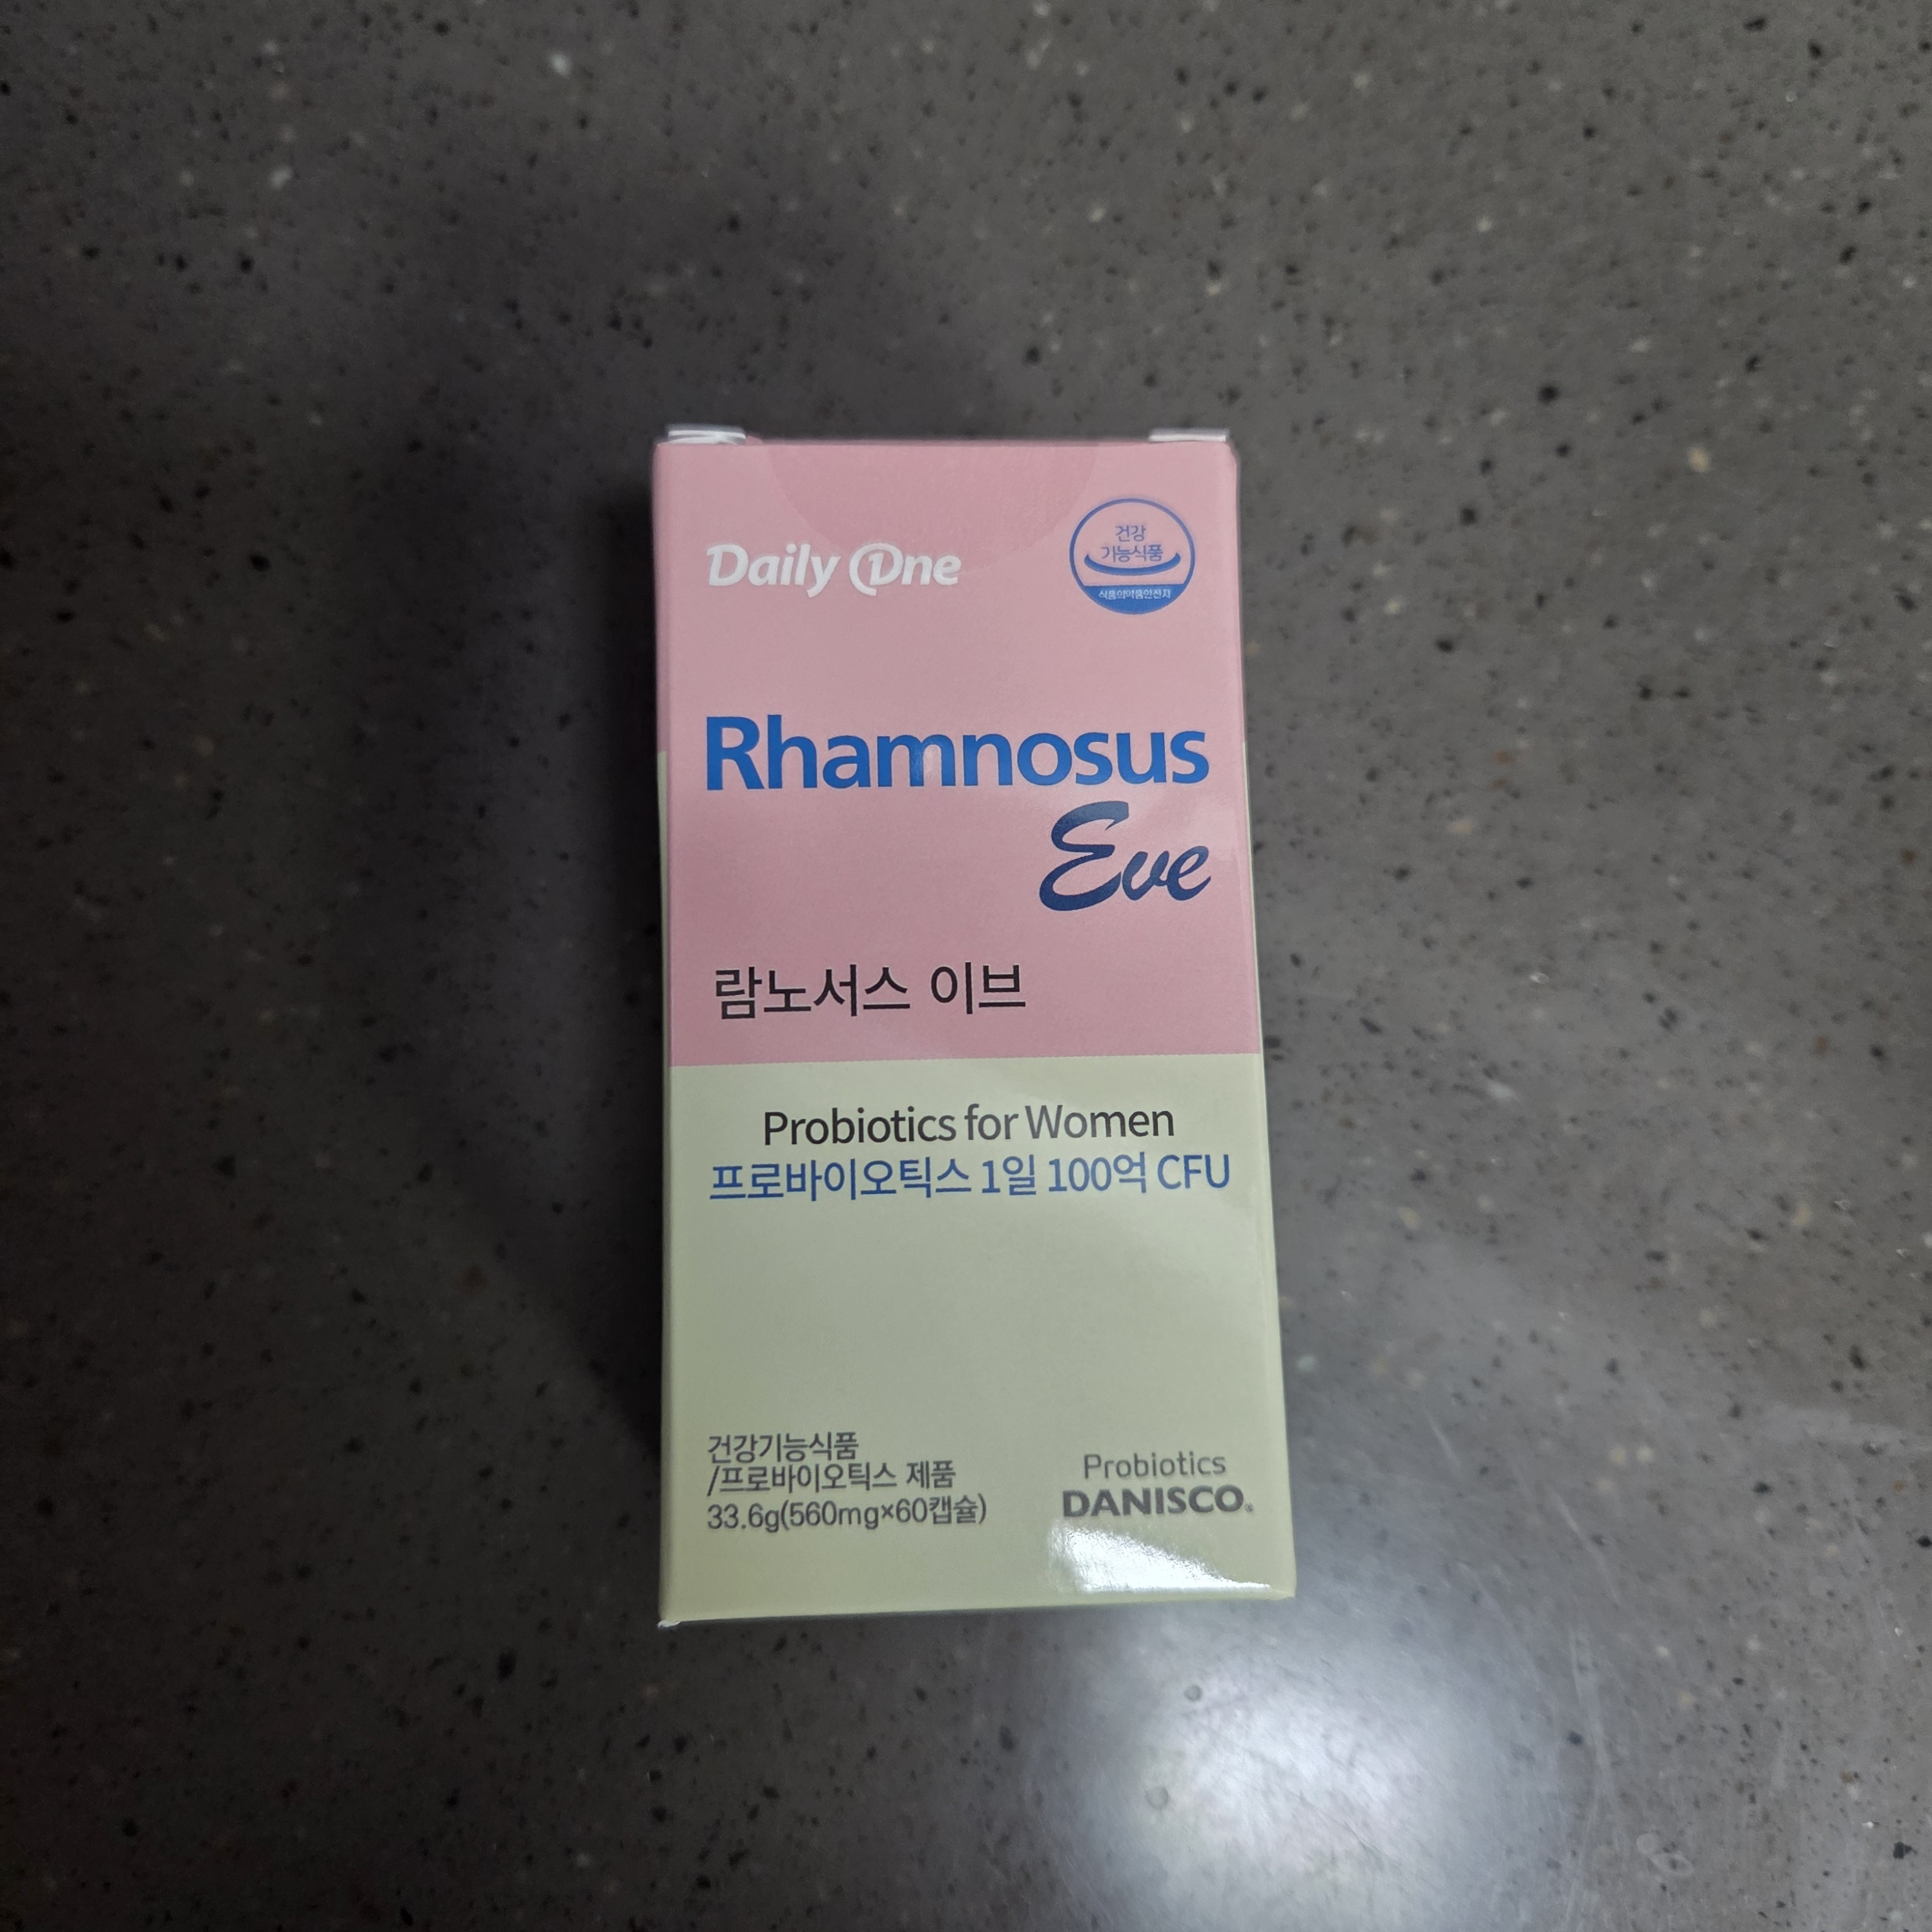 Daily One
건강
기능식품
식품의약품안전처
Rhamnosus
Eve
람노서스 이브
Probiotics for Women
프로바이오틱스 1일 100억 CFU
건강기능식품
/프로바이오틱스 제품
33.6g(560mg×60캡슐)
Probiotics
DANISCO®